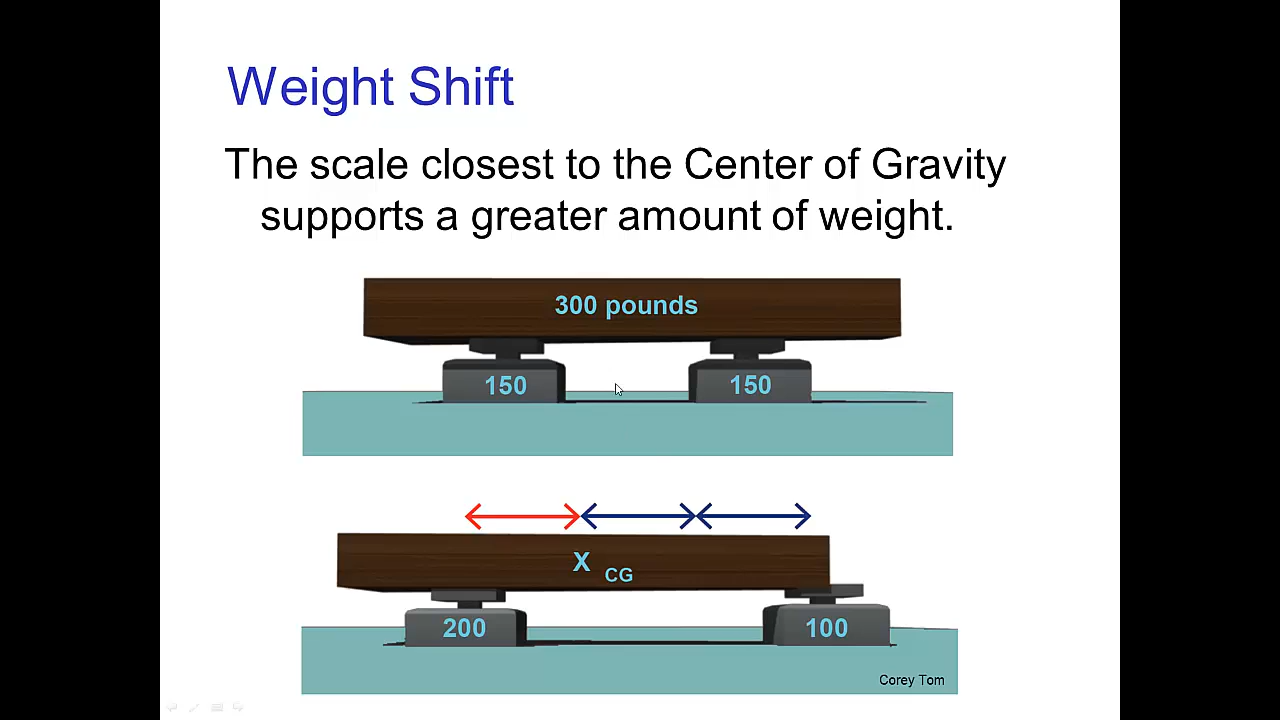 Weight Shift
The scale closest to the Center of Gravity
supports a greater amount of weight.
300 pounds
150 150
X CG
200 100
Corey Tom